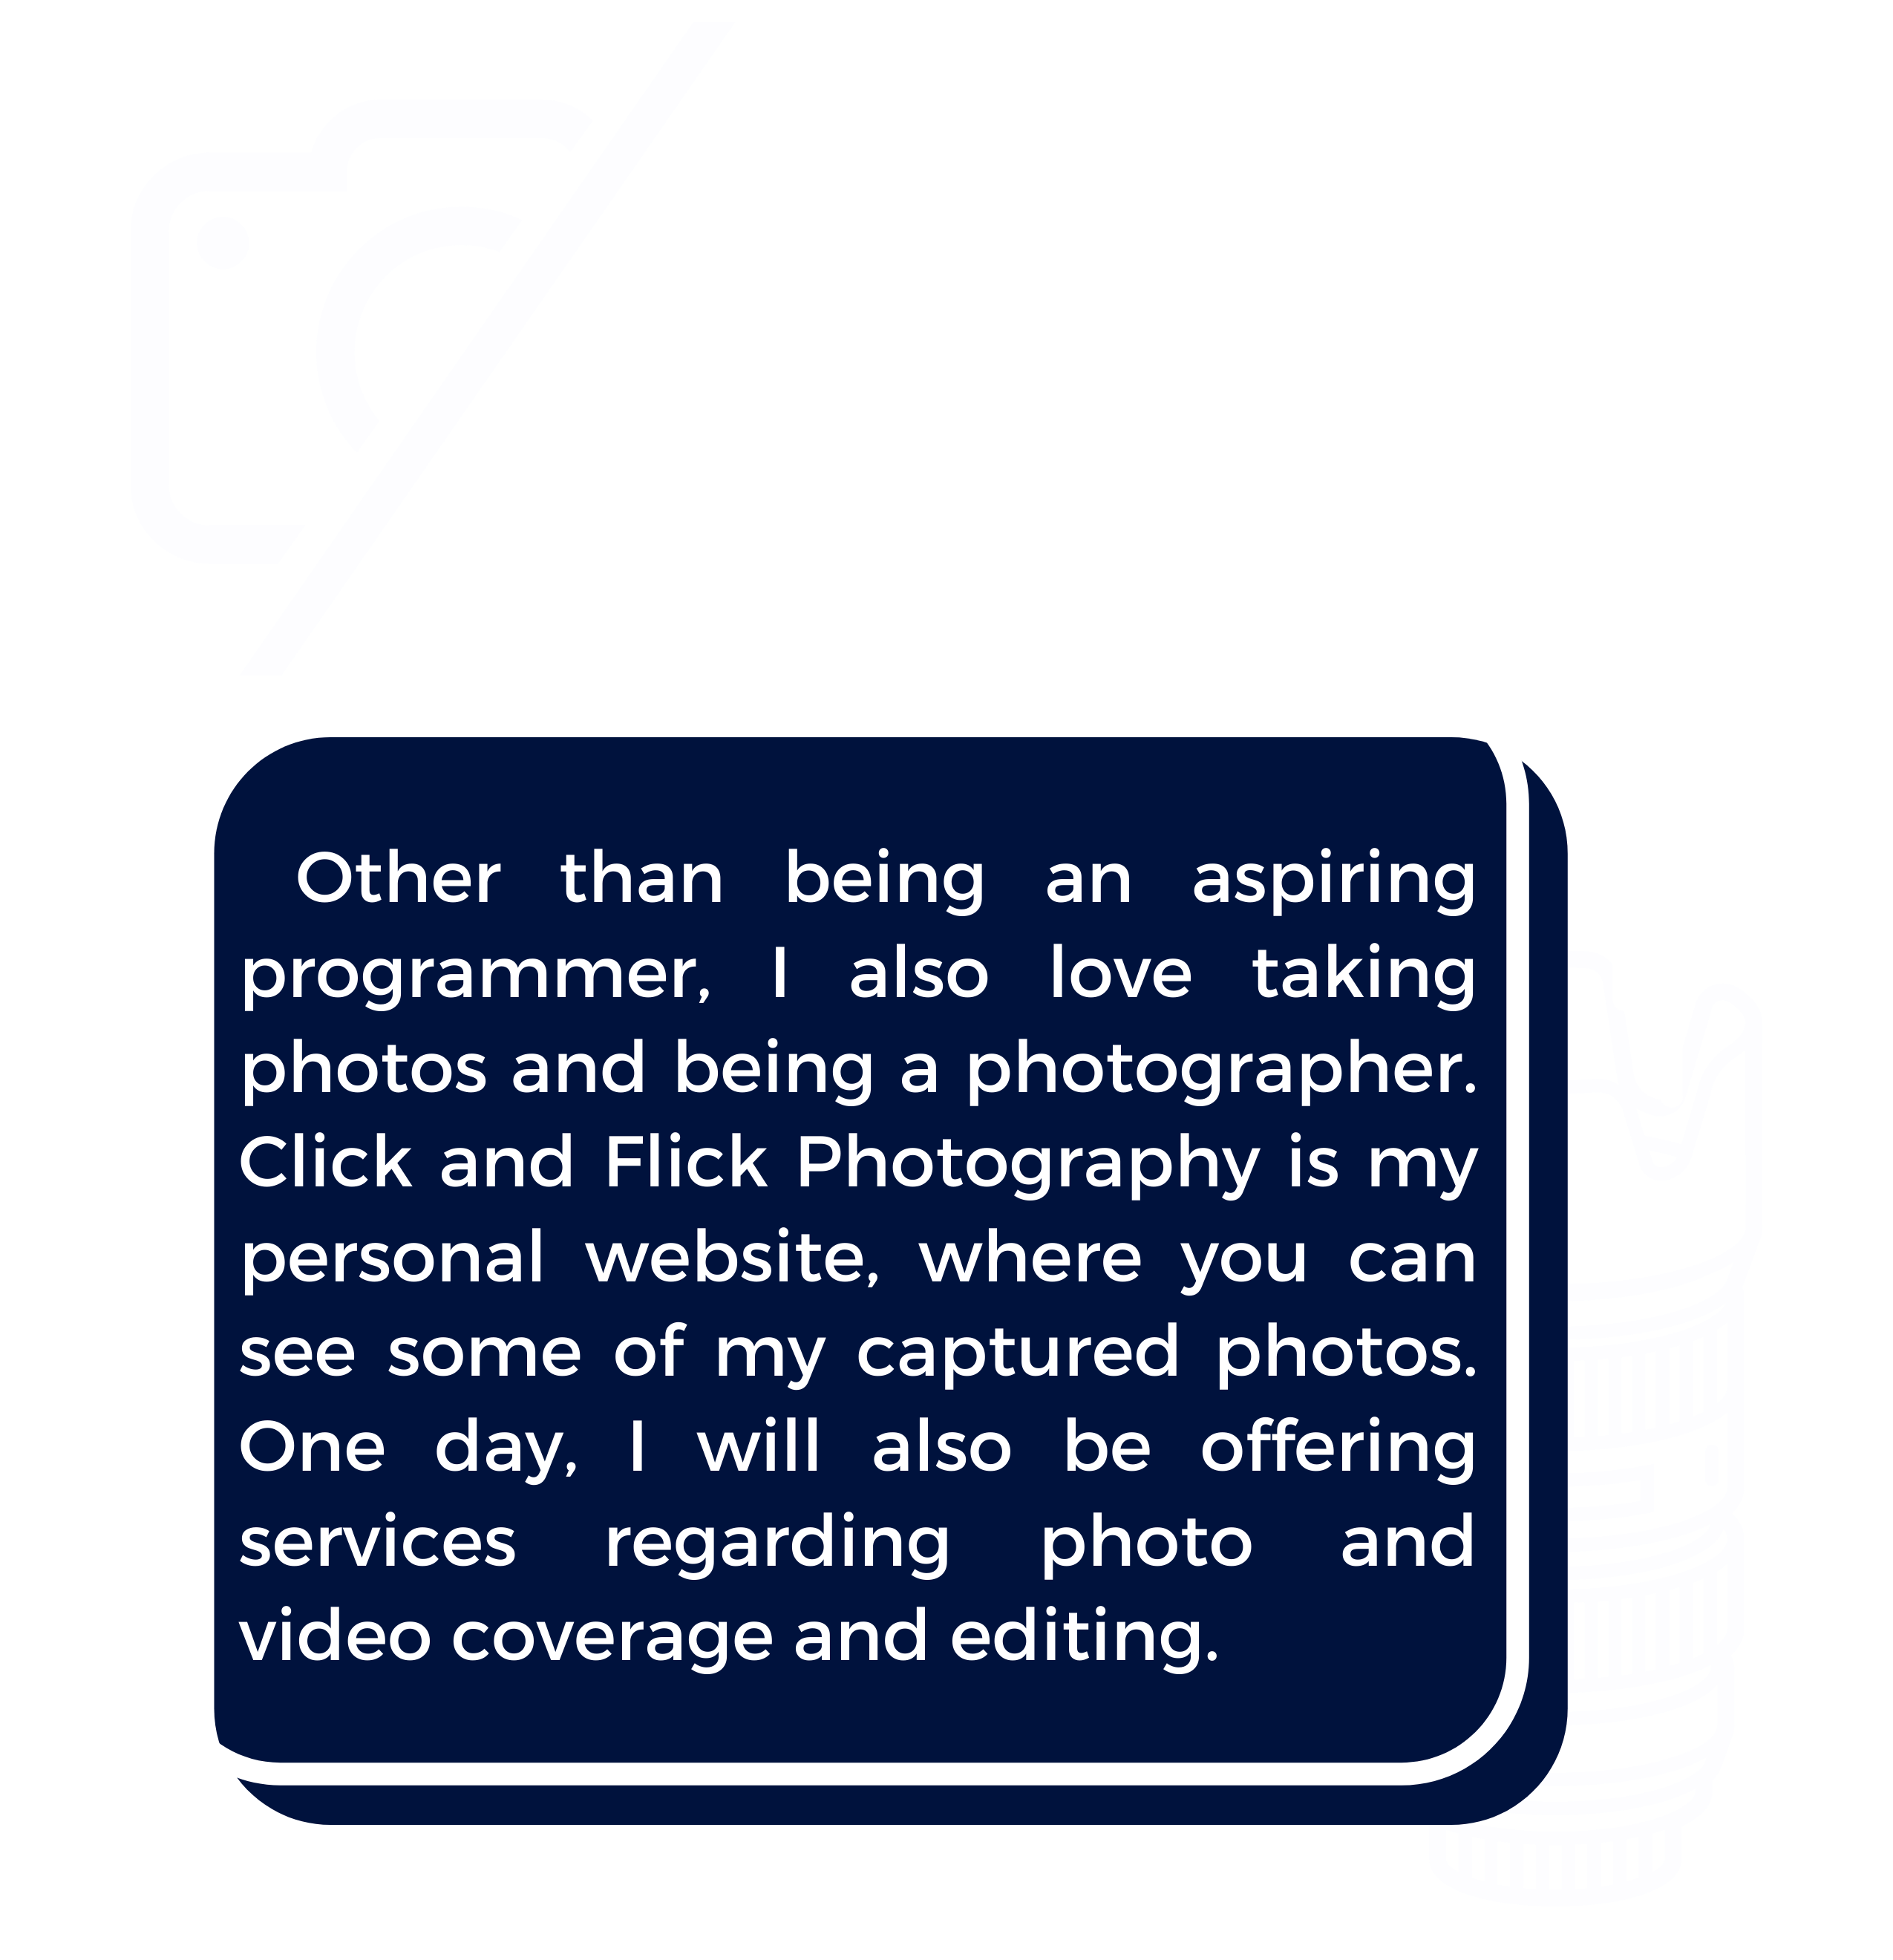 Other than being an aspiring
programmer, I also love taking
photos and being a photographer.
Click and Flick Photography is my
personal website, where you can
see some of my captured photos.
One day, I will also be offering
services regarding photo and
video coverage and editing.